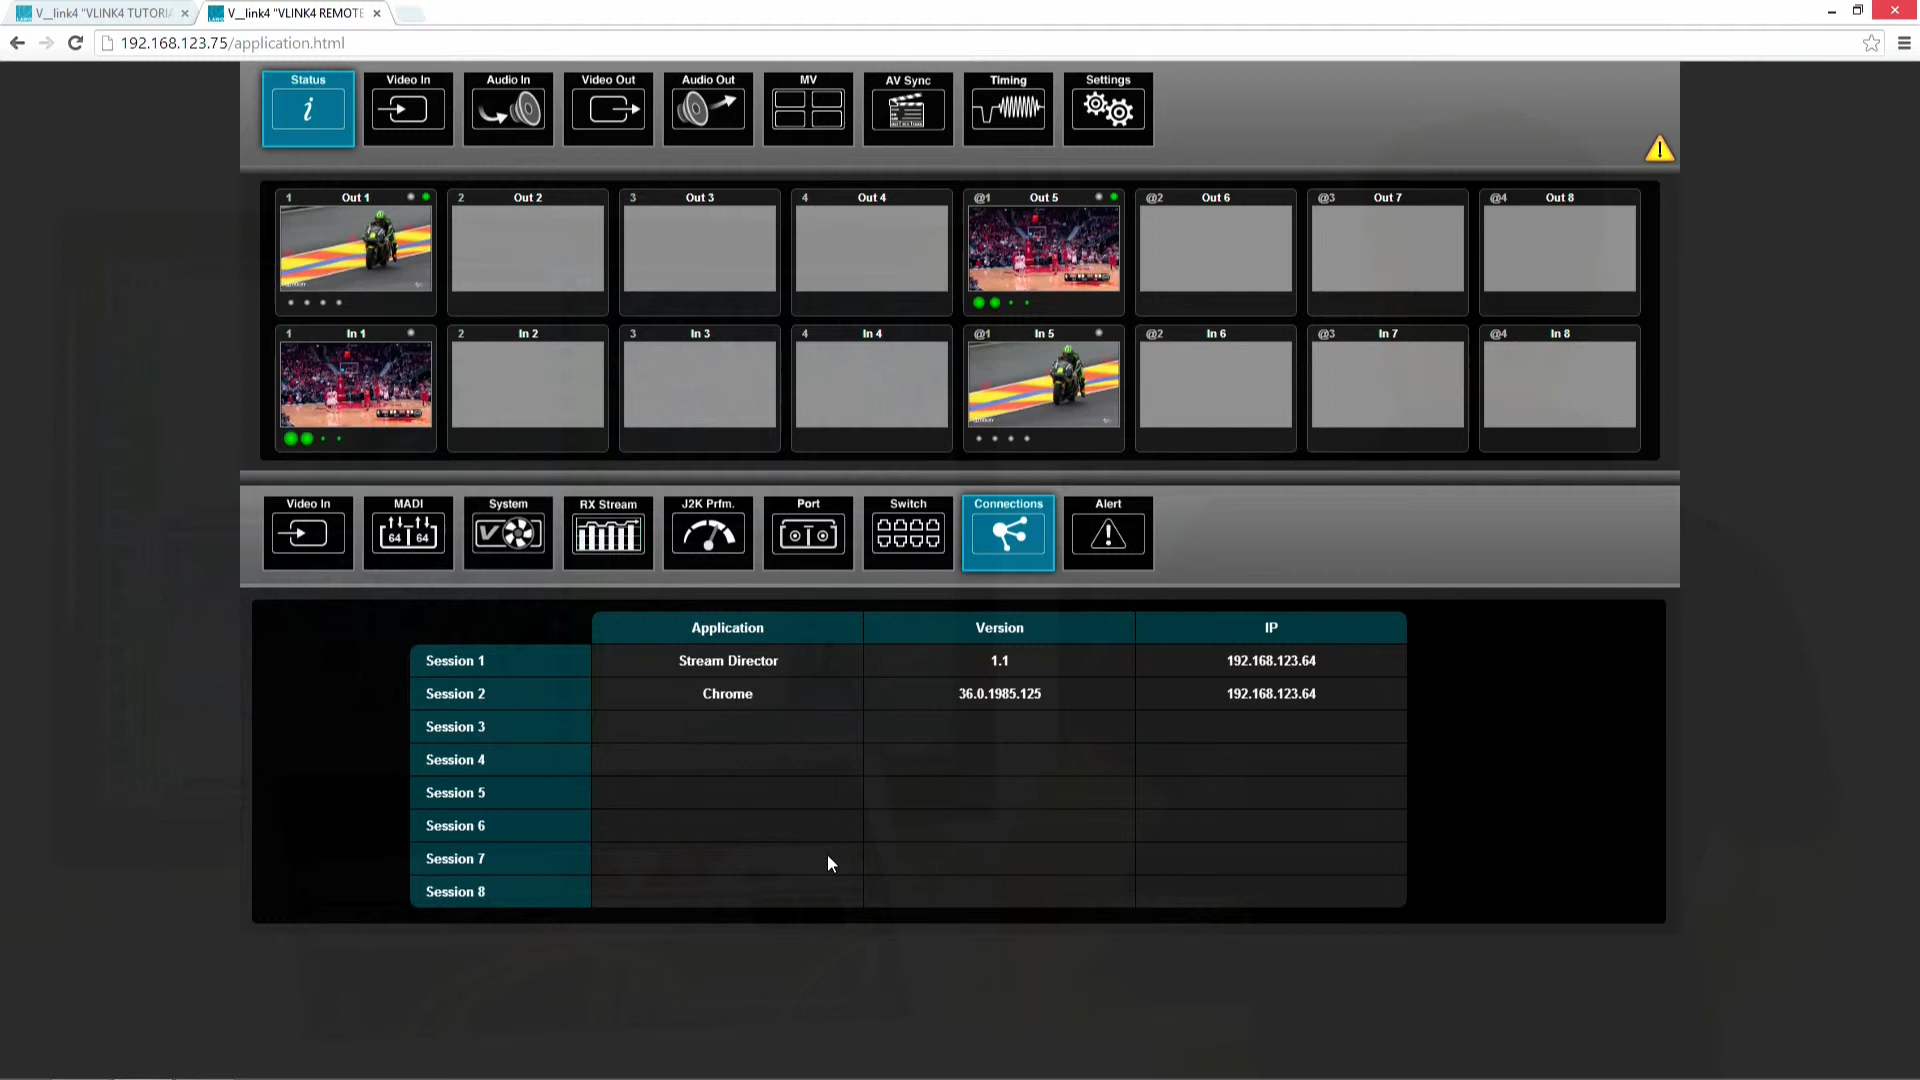 V__link4 "VLINK4 TUTORIA
V__link4 "VLINK4 REMOTE
192.168.123.75/application.html
Status
Video In
Audio In
Video Out
Audio Out
MV
AV Sync
Timing
Settings
1 Out 1
2 Out 2
3 Out 3
4 Out 4
@1 Out 5
@2 Out 6
@3 Out 7
@4 Out 8
1 In 1
2 In 2
3 In 3
4 In 4
@1 In 5
@2 In 6
@3 In 7
@4 In 8
Video In
MADI
64 64
System
V
RX Stream
J2K Prfm.
Port
Switch
Connections
Alert
Application Version IP
Session 1 Stream Director 1.1 192.168.123.64
Session 2 Chrome 36.0.1985.125 192.168.123.64
Session 3
Session 4
Session 5
Session 6
Session 7
Session 8